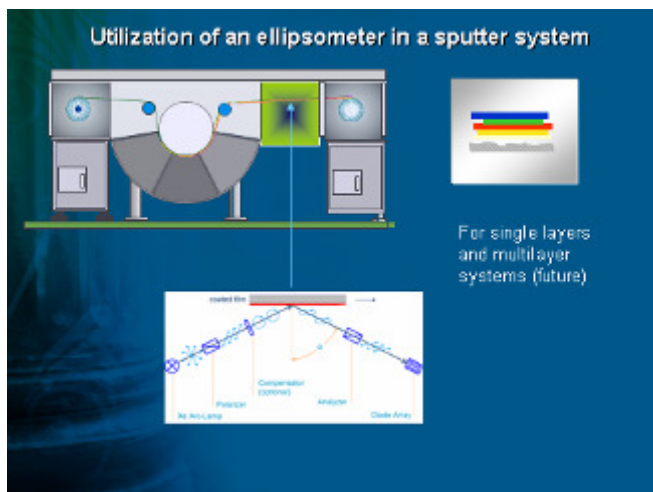 Utilization of an ellipsometer in a sputter system
For single layers
and multilayer
systems (future)
coated film
Compensator
(optional)
Polarizer
Analyzer
Xe Arc-Lamp
Diode Array